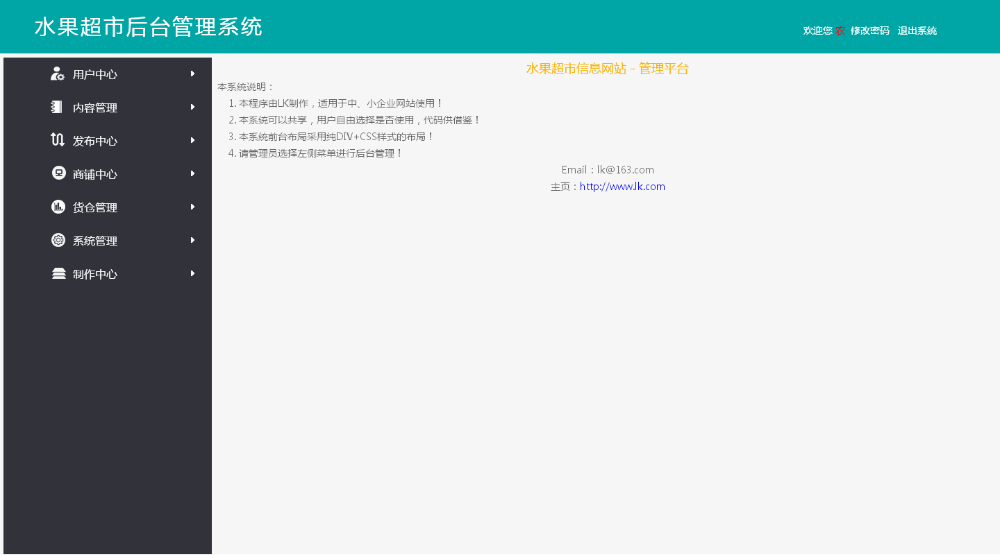 水果超市后台管理系统
欢迎您 农 修改密码 退出系统
用户中心
内容管理
发布中心
商铺中心
货仓管理
系统管理
制作中心
水果超市信息网站 - 管理平台
本系统说明：
1. 本程序由LK制作，适用于中、小企业网站使用！
2. 本系统可以共享，用户自由选择是否使用，代码供借鉴！
3. 本系统前台布局采用纯DIV+CSS样式的布局！
4. 请管理员选择左侧菜单进行后台管理！
Email：lk@163.com
主页：http://www.lk.com